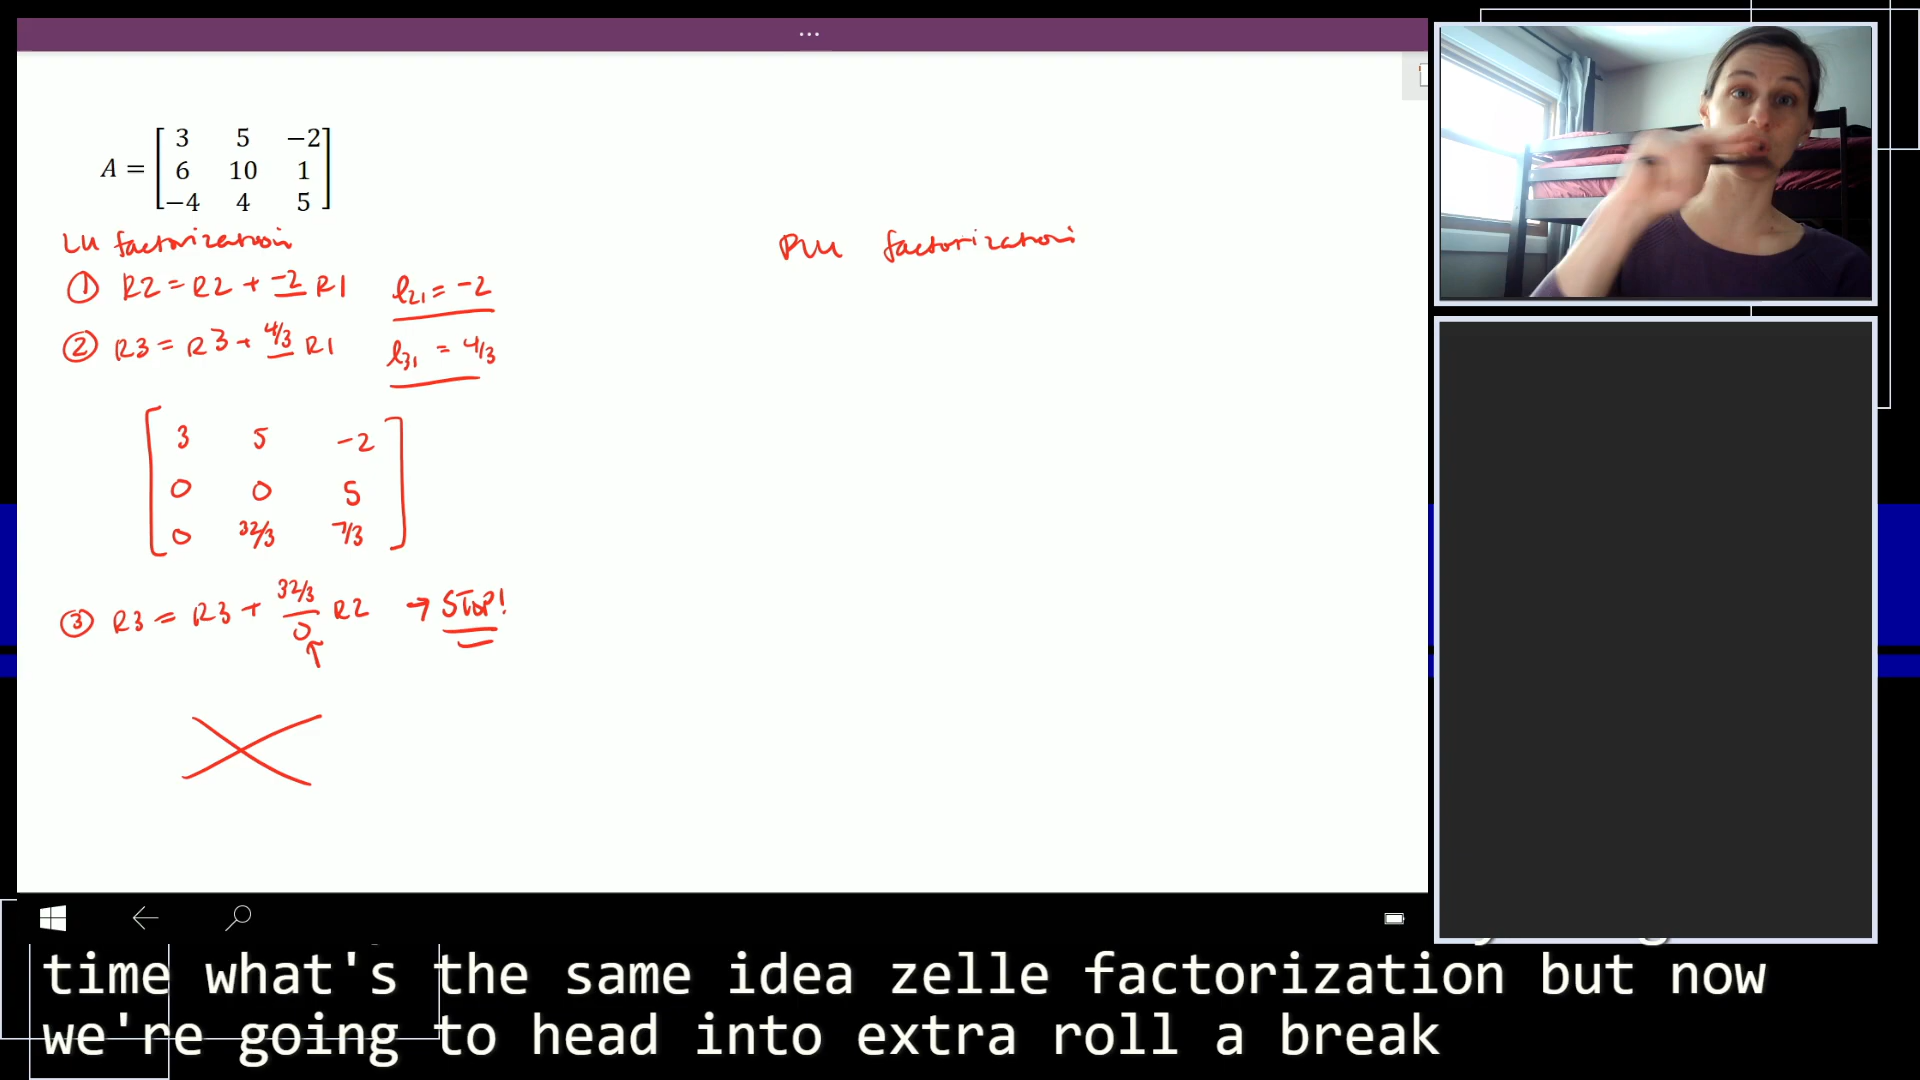 ...
A = [ 3 5 −2
6 10 1
−4 4 5 ]
LU factorization
① R2 = R2 + -2 R1 l21 = -2
② R3 = R3 + 4/3 R1 l31 = 4/3
[ 3 5 -2
0 0 5
0 32/3 7/3 ]
③ R3 = R3 + 32/3 / 0 R2 → STOP!
PLU factorization
time what's the same idea zelle factorization but now
we're going to head into extra roll a break